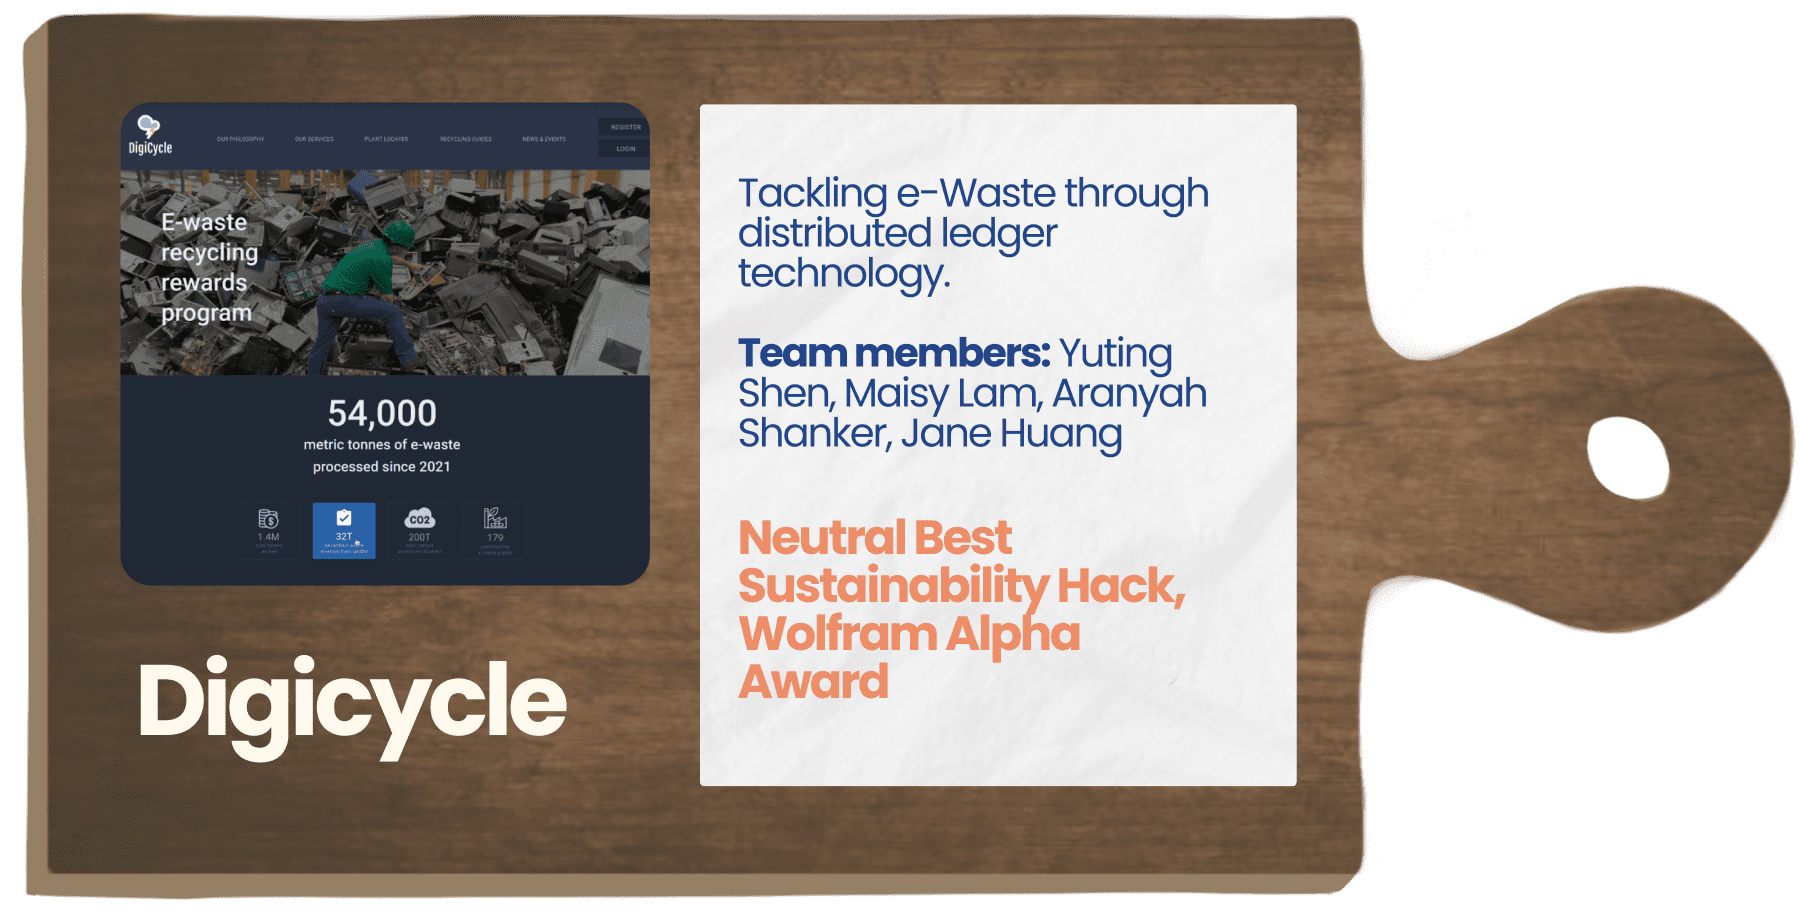 DigiCycle
OUR PHILOSOPHY
OUR SERVICES
PLANT LOCATER
RECYCLING GUIDES
NEWS & EVENTS
REGISTER
LOGIN
E-waste
recycling
rewards
program
54,000
metric tonnes of e-waste
processed since 2021
1.4M
32T
CO2
200T
179
Digicycle
Tackling e-Waste through
distributed ledger
technology.
Team members: Yuting
Shen, Maisy Lam, Aranyah
Shanker, Jane Huang
Neutral Best
Sustainability Hack,
Wolfram Alpha
Award